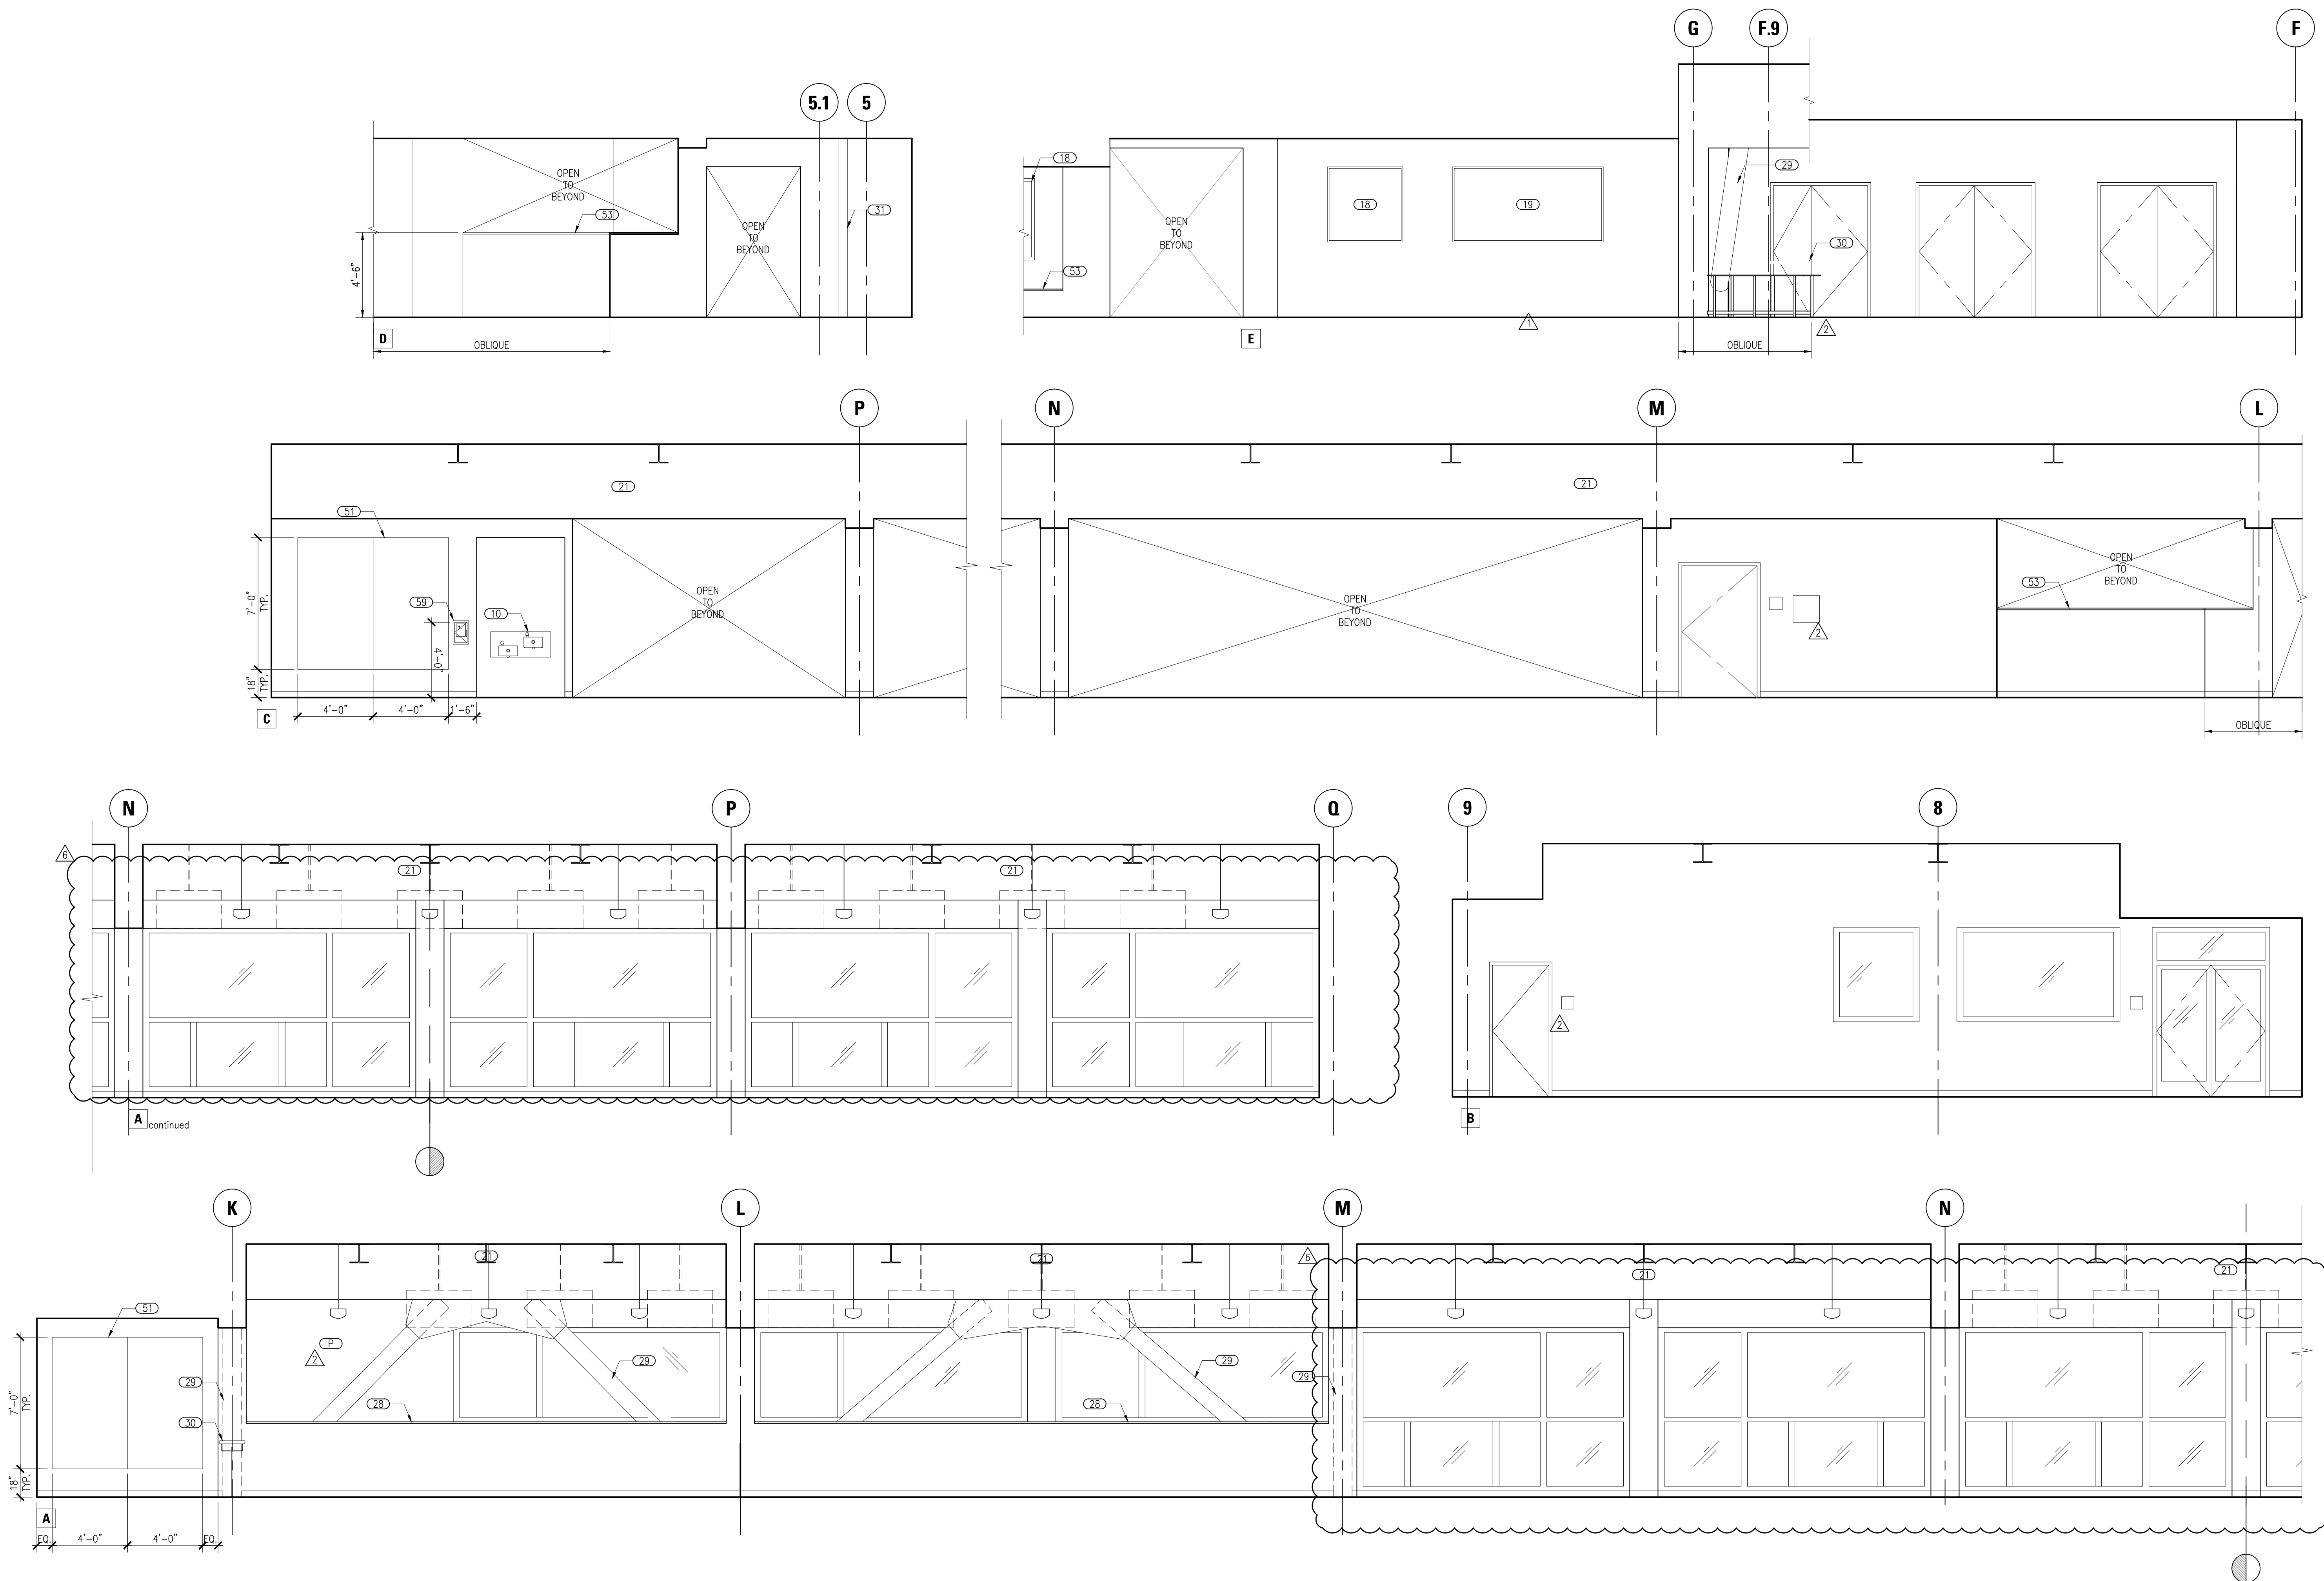 G
F.9
F
5.1
5
18
29
OPEN
TO
BEYOND
53
31
OPEN
TO
BEYOND
OPEN
TO
BEYOND
18
19
30
53
4'-6"
1
2
D
OBLIQUE
E
OBLIQUE
P
N
M
L
21
21
51
7'-0"
TYP.
59
10
OPEN
TO
BEYOND
OPEN
TO
BEYOND
53
OPEN
TO
BEYOND
2
4'-0"
18"
TYP.
C
4'-0"
4'-0"
1'-6"
OBLIQUE
N
P
Q
9
8
6
21
21
2
A
continued
B
K
L
M
N
21
21
6
21
21
51
P
2
29
29
29
29
7'-0"
TYP.
28
28
30
18"
TYP.
A
EQ.
4'-0"
4'-0"
EQ.